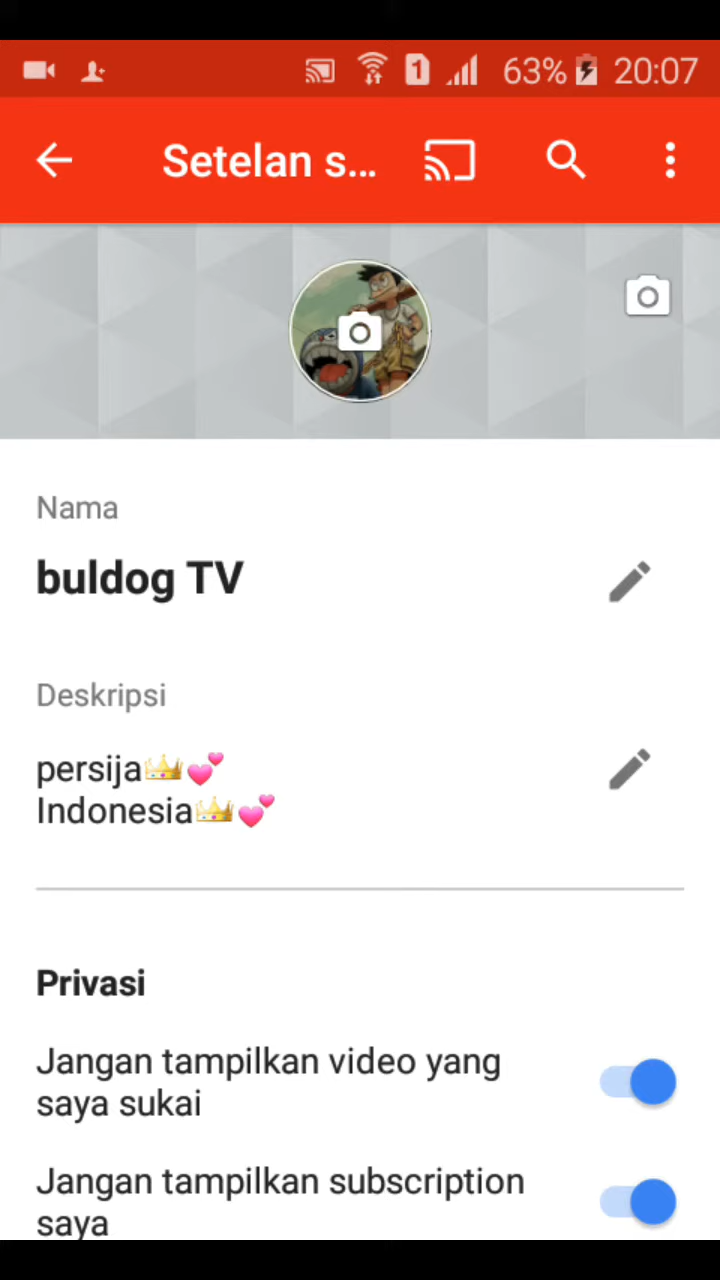 1 63% 20:07
Setelan s...
Nama
buldog TV
Deskripsi
persija👑💕
Indonesia👑💕
Privasi
Jangan tampilkan video yang
saya sukai
Jangan tampilkan subscription
saya